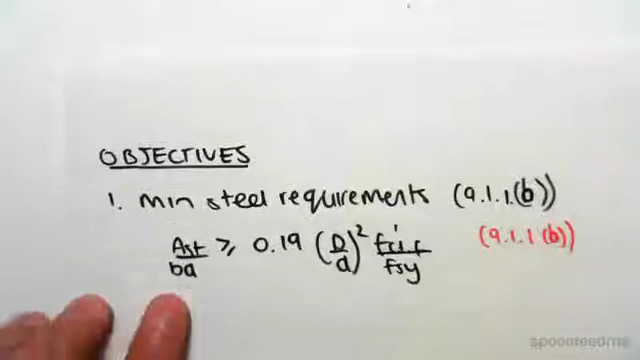 OBJECTIVES
1. Min steel requirements (9.1.1.(b))
Ast/bd ≥ 0.19 (D/d)² f'ct.f/fsy (9.1.1(b))
spoonfeedme